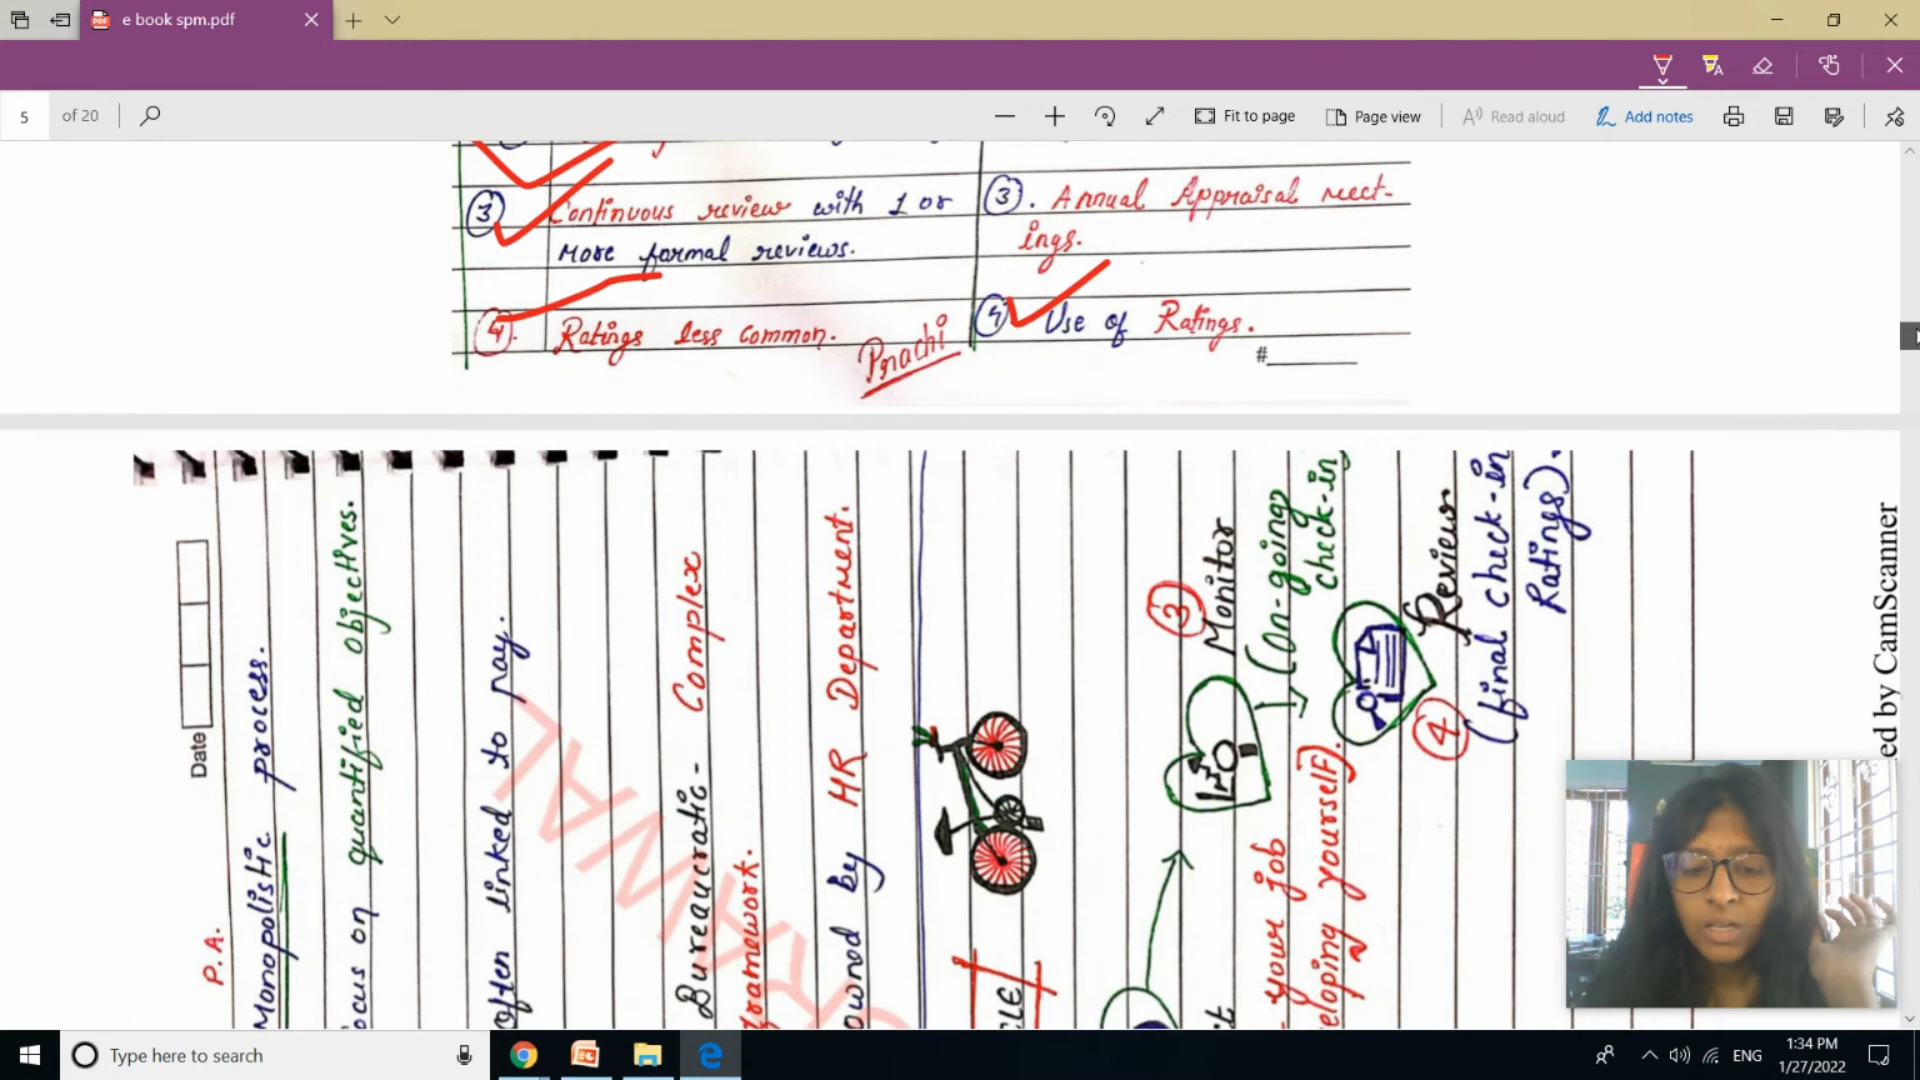 e book spm.pdf
5 of 20
Fit to page
Page view
Read aloud
Add notes
3 Continuous review with 1 or
more formal reviews.
4. Ratings less common.
Prachi
3. Annual Appraisal meet-
ings.
4 Use of Ratings.
#
Date
P.A.
Monopolistic process.
ocus on quantified objectives.
Often linked to pay.
Bureaucratic- Complex
framework.
owned by HR Department.
CLE
3 Monitor
(On-going
check-in
your job
eloping yourself).
4 Review
(final check-in
Ratings).
ed by CamScanner
Type here to search
ENG
1:34 PM
1/27/2022